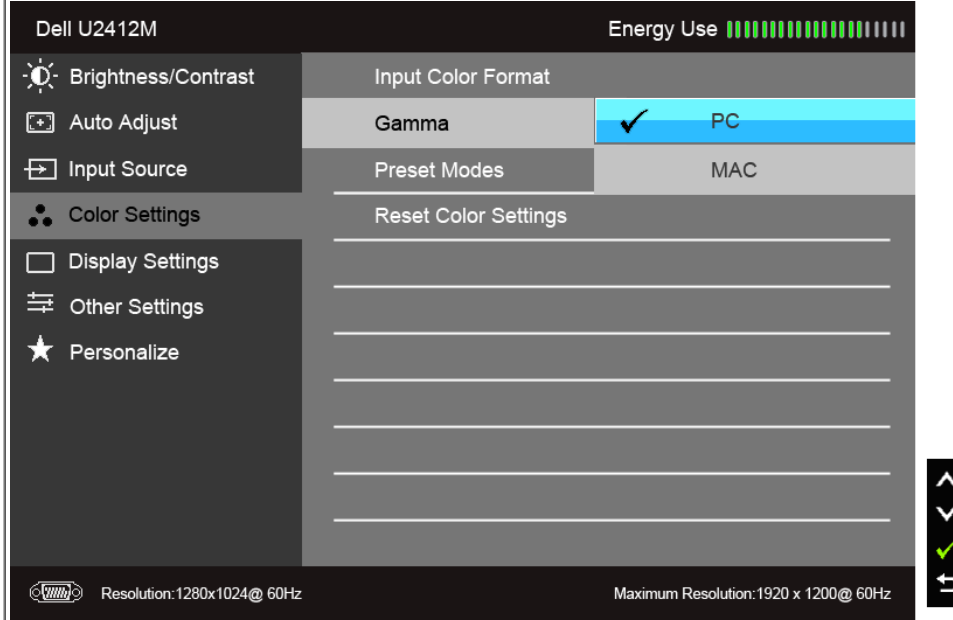 Dell U2412M
Energy Use
Brightness/Contrast
Auto Adjust
Input Source
Color Settings
Display Settings
Other Settings
Personalize
Input Color Format
Gamma
PC
Preset Modes
MAC
Reset Color Settings
Resolution:1280x1024@ 60Hz
Maximum Resolution:1920 x 1200@ 60Hz